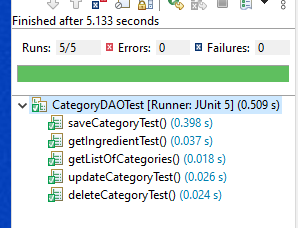 Finished after 5.133 seconds
Runs: 5/5 Errors: 0 Failures: 0
CategoryDAOTest [Runner: JUnit 5] (0.509 s)
saveCategoryTest() (0.398 s)
getIngredientTest() (0.037 s)
getListOfCategories() (0.018 s)
updateCategoryTest() (0.026 s)
deleteCategoryTest() (0.024 s)